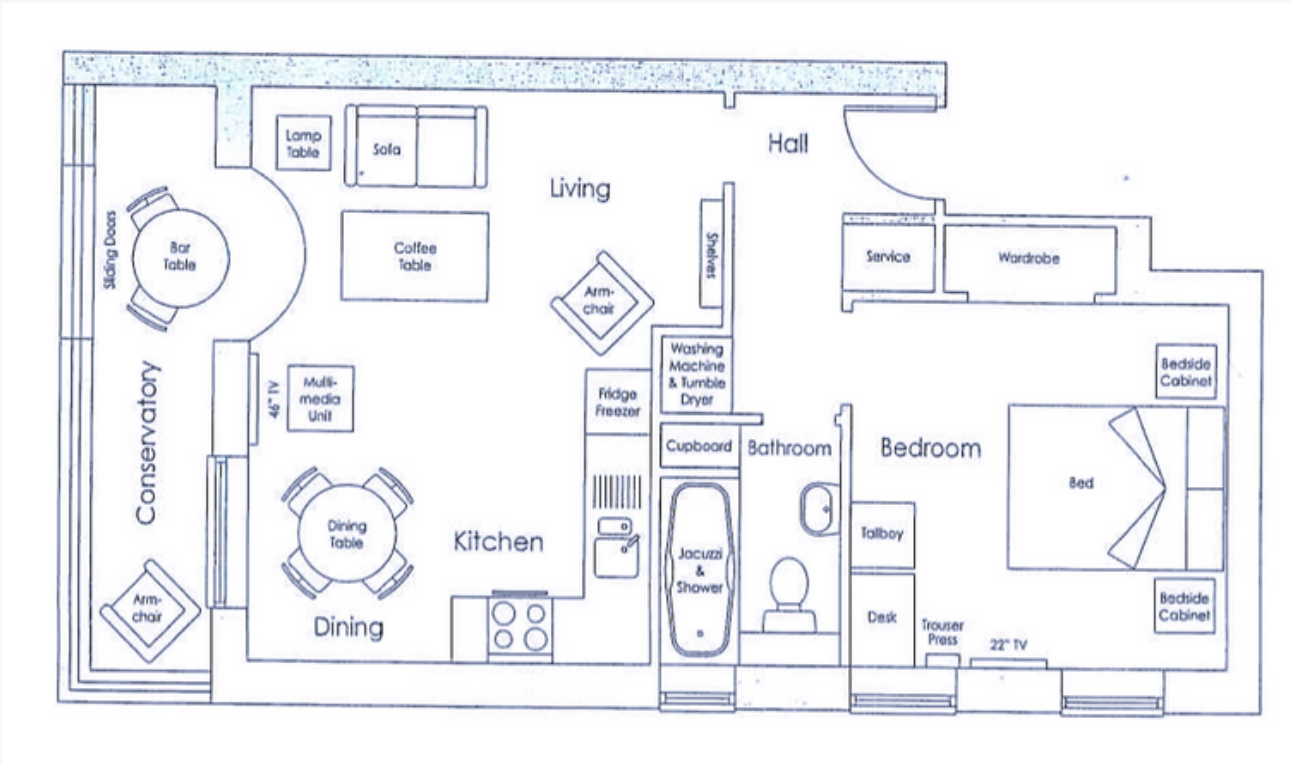 Lamp
Table
Sofa
Living
Hall
Sliding Doors
Bar
Table
Coffee
Table
Shelves
Arm-
chair
Service
Wardrobe
Conservatory
46" TV
Multi-
media
Unit
Washing
Machine
& Tumble
Dryer
Fridge
Freezer
Cupboard
Bathroom
Bedroom
Bedside
Cabinet
Bed
Dining
Table
Kitchen
Jacuzzi
&
Shower
Tallboy
Arm-
chair
Dining
Desk
Trouser
Press
22" TV
Bedside
Cabinet